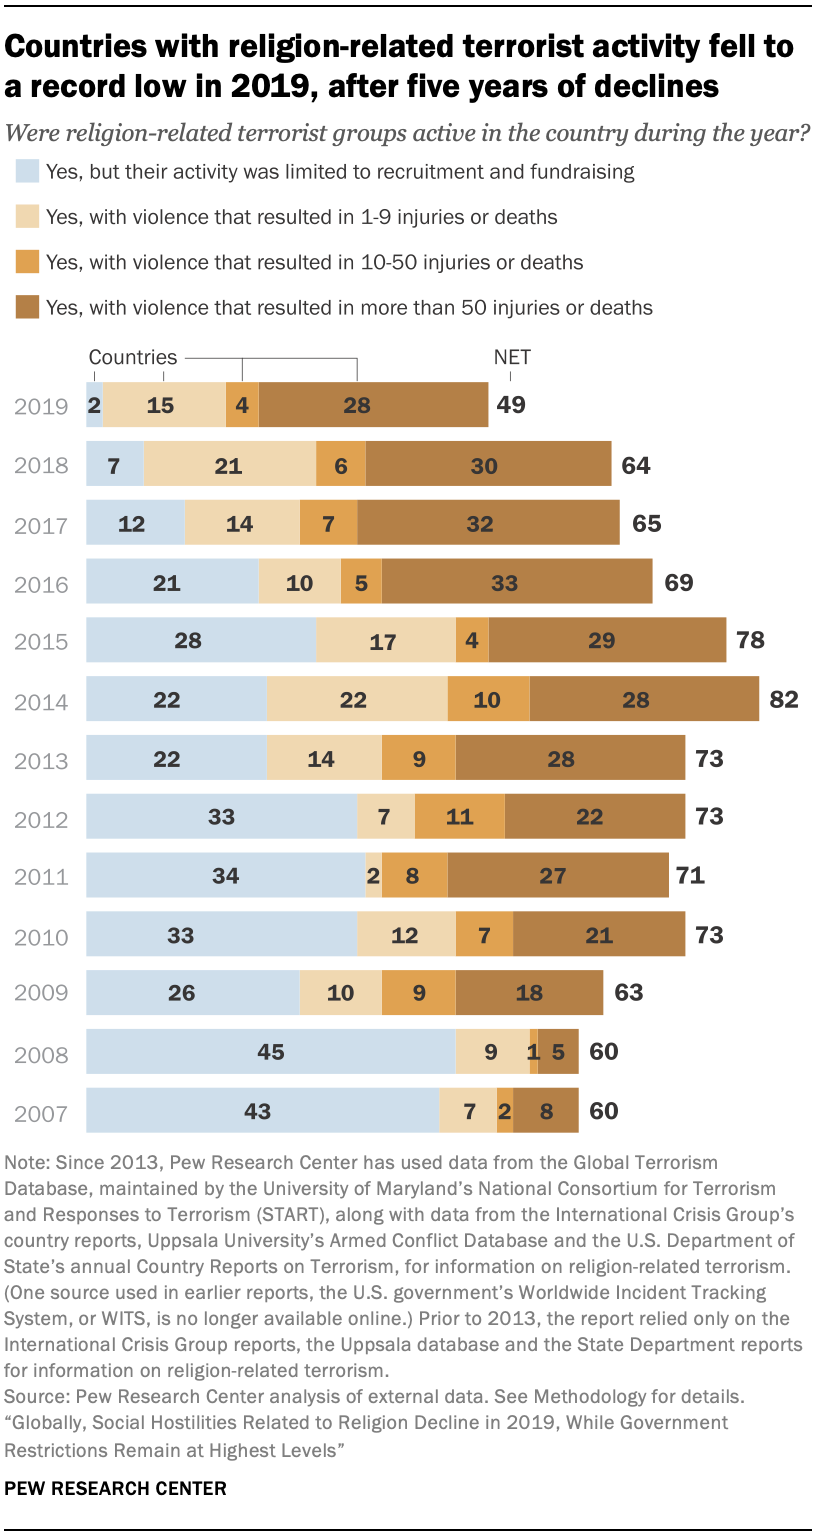 Countries with religion-related terrorist activity fell to
a record low in 2019, after five years of declines
Were religion-related terrorist groups active in the country during the year?
Yes, but their activity was limited to recruitment and fundraising
Yes, with violence that resulted in 1-9 injuries or deaths
Yes, with violence that resulted in 10-50 injuries or deaths
Yes, with violence that resulted in more than 50 injuries or deaths
Countries NET
2019 2 15 4 28 49
2018 7 21 6 30 64
2017 12 14 7 32 65
2016 21 10 5 33 69
2015 28 17 4 29 78
2014 22 22 10 28 82
2013 22 14 9 28 73
2012 33 7 11 22 73
2011 34 2 8 27 71
2010 33 12 7 21 73
2009 26 10 9 18 63
2008 45 9 1 5 60
2007 43 7 2 8 60
Note: Since 2013, Pew Research Center has used data from the Global Terrorism
Database, maintained by the University of Maryland’s National Consortium for Terrorism
and Responses to Terrorism (START), along with data from the International Crisis Group’s
country reports, Uppsala University’s Armed Conflict Database and the U.S. Department of
State’s annual Country Reports on Terrorism, for information on religion-related terrorism.
(One source used in earlier reports, the U.S. government’s Worldwide Incident Tracking
System, or WITS, is no longer available online.) Prior to 2013, the report relied only on the
International Crisis Group reports, the Uppsala database and the State Department reports
for information on religion-related terrorism.
Source: Pew Research Center analysis of external data. See Methodology for details.
“Globally, Social Hostilities Related to Religion Decline in 2019, While Government
Restrictions Remain at Highest Levels”
PEW RESEARCH CENTER